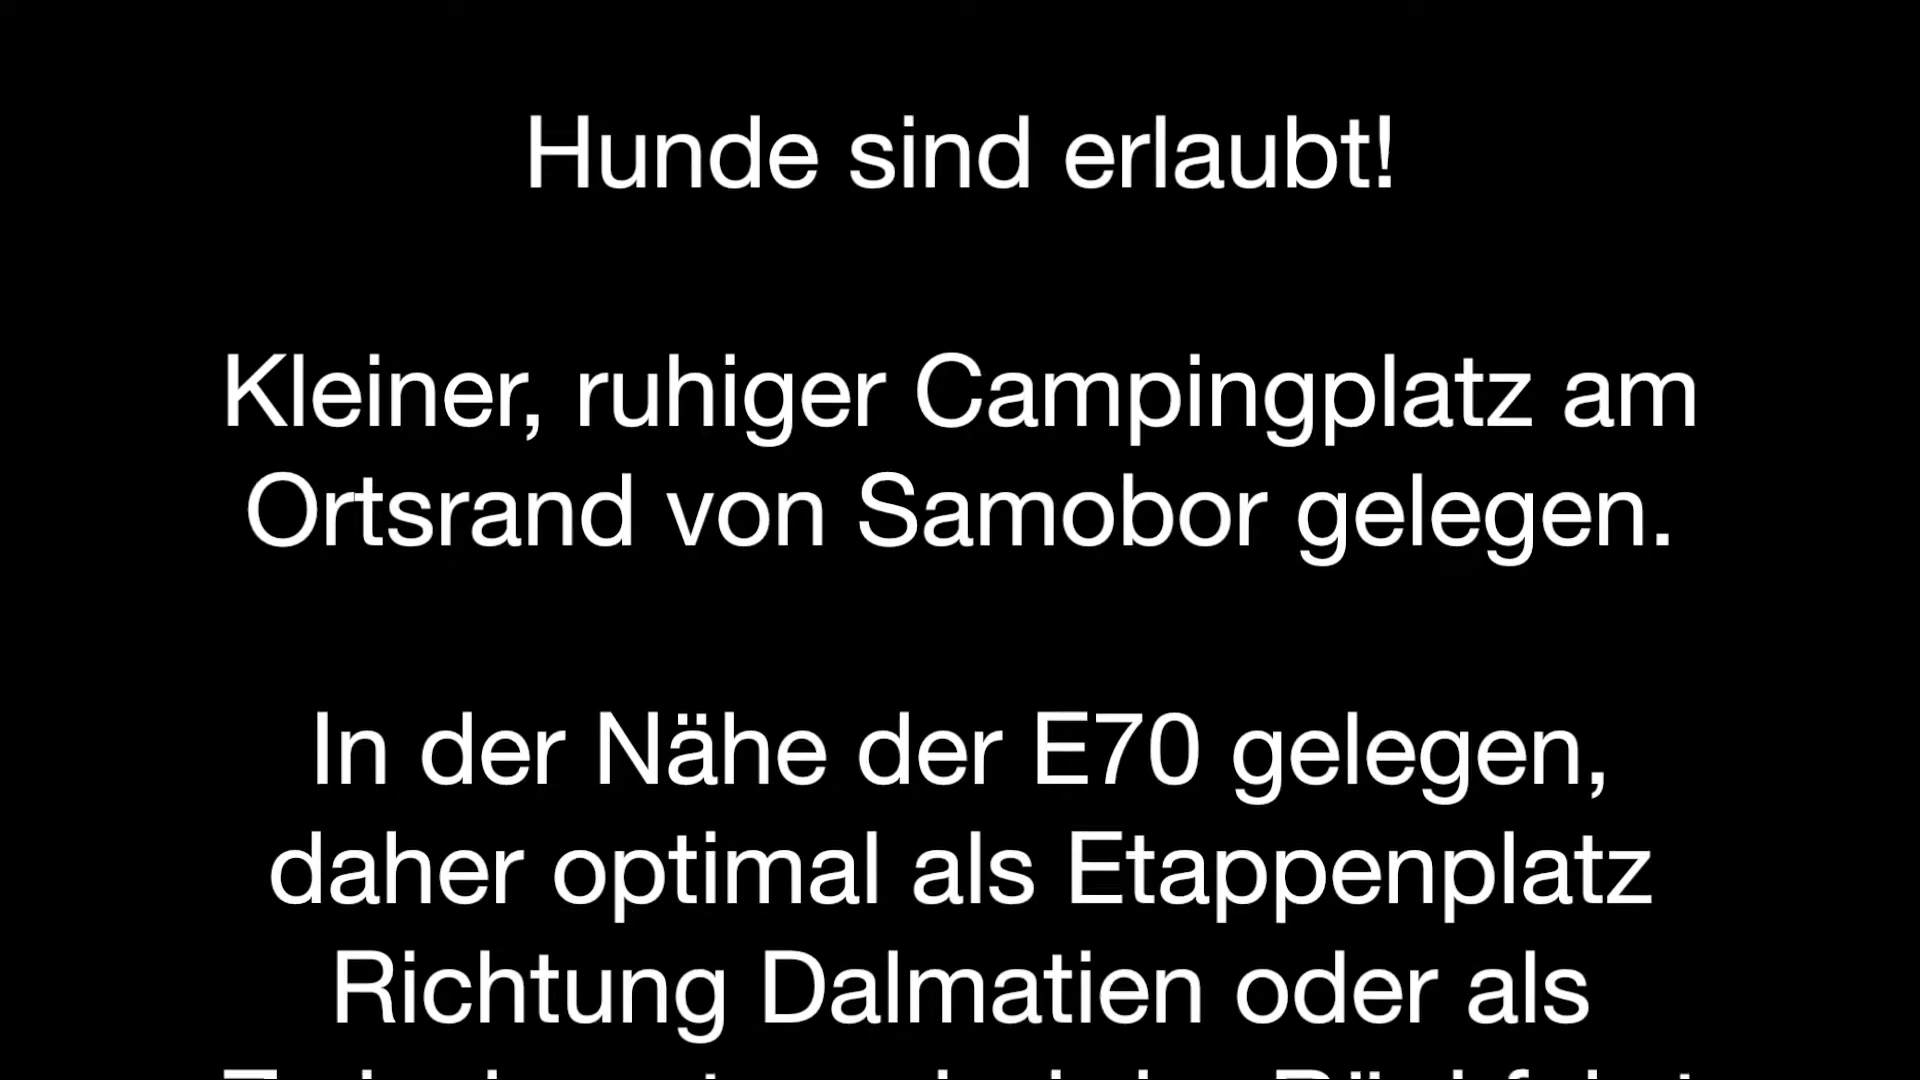 Hunde sind erlaubt!
Kleiner, ruhiger Campingplatz am
Ortsrand von Samobor gelegen.
In der Nähe der E70 gelegen,
daher optimal als Etappenplatz
Richtung Dalmatien oder als